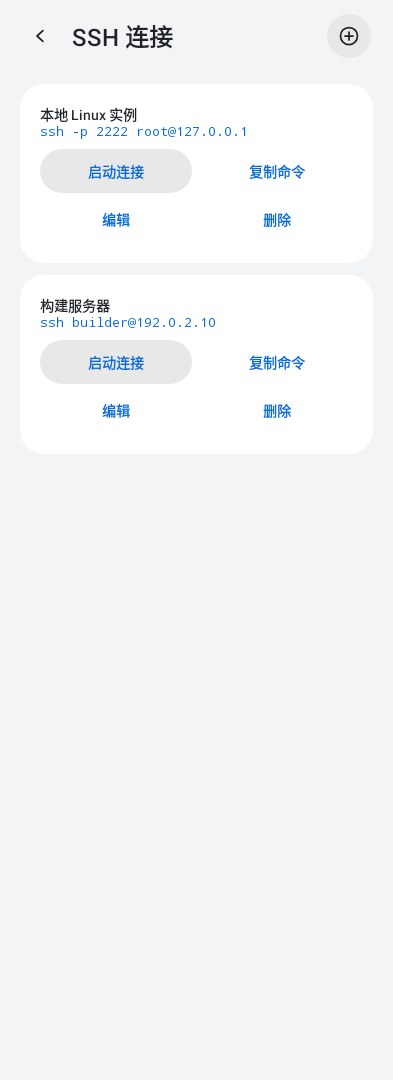 SSH 连接
本地 Linux 实例
ssh -p 2222 root@127.0.0.1
启动连接 复制命令
编辑 删除
构建服务器
ssh builder@192.0.2.10
启动连接 复制命令
编辑 删除